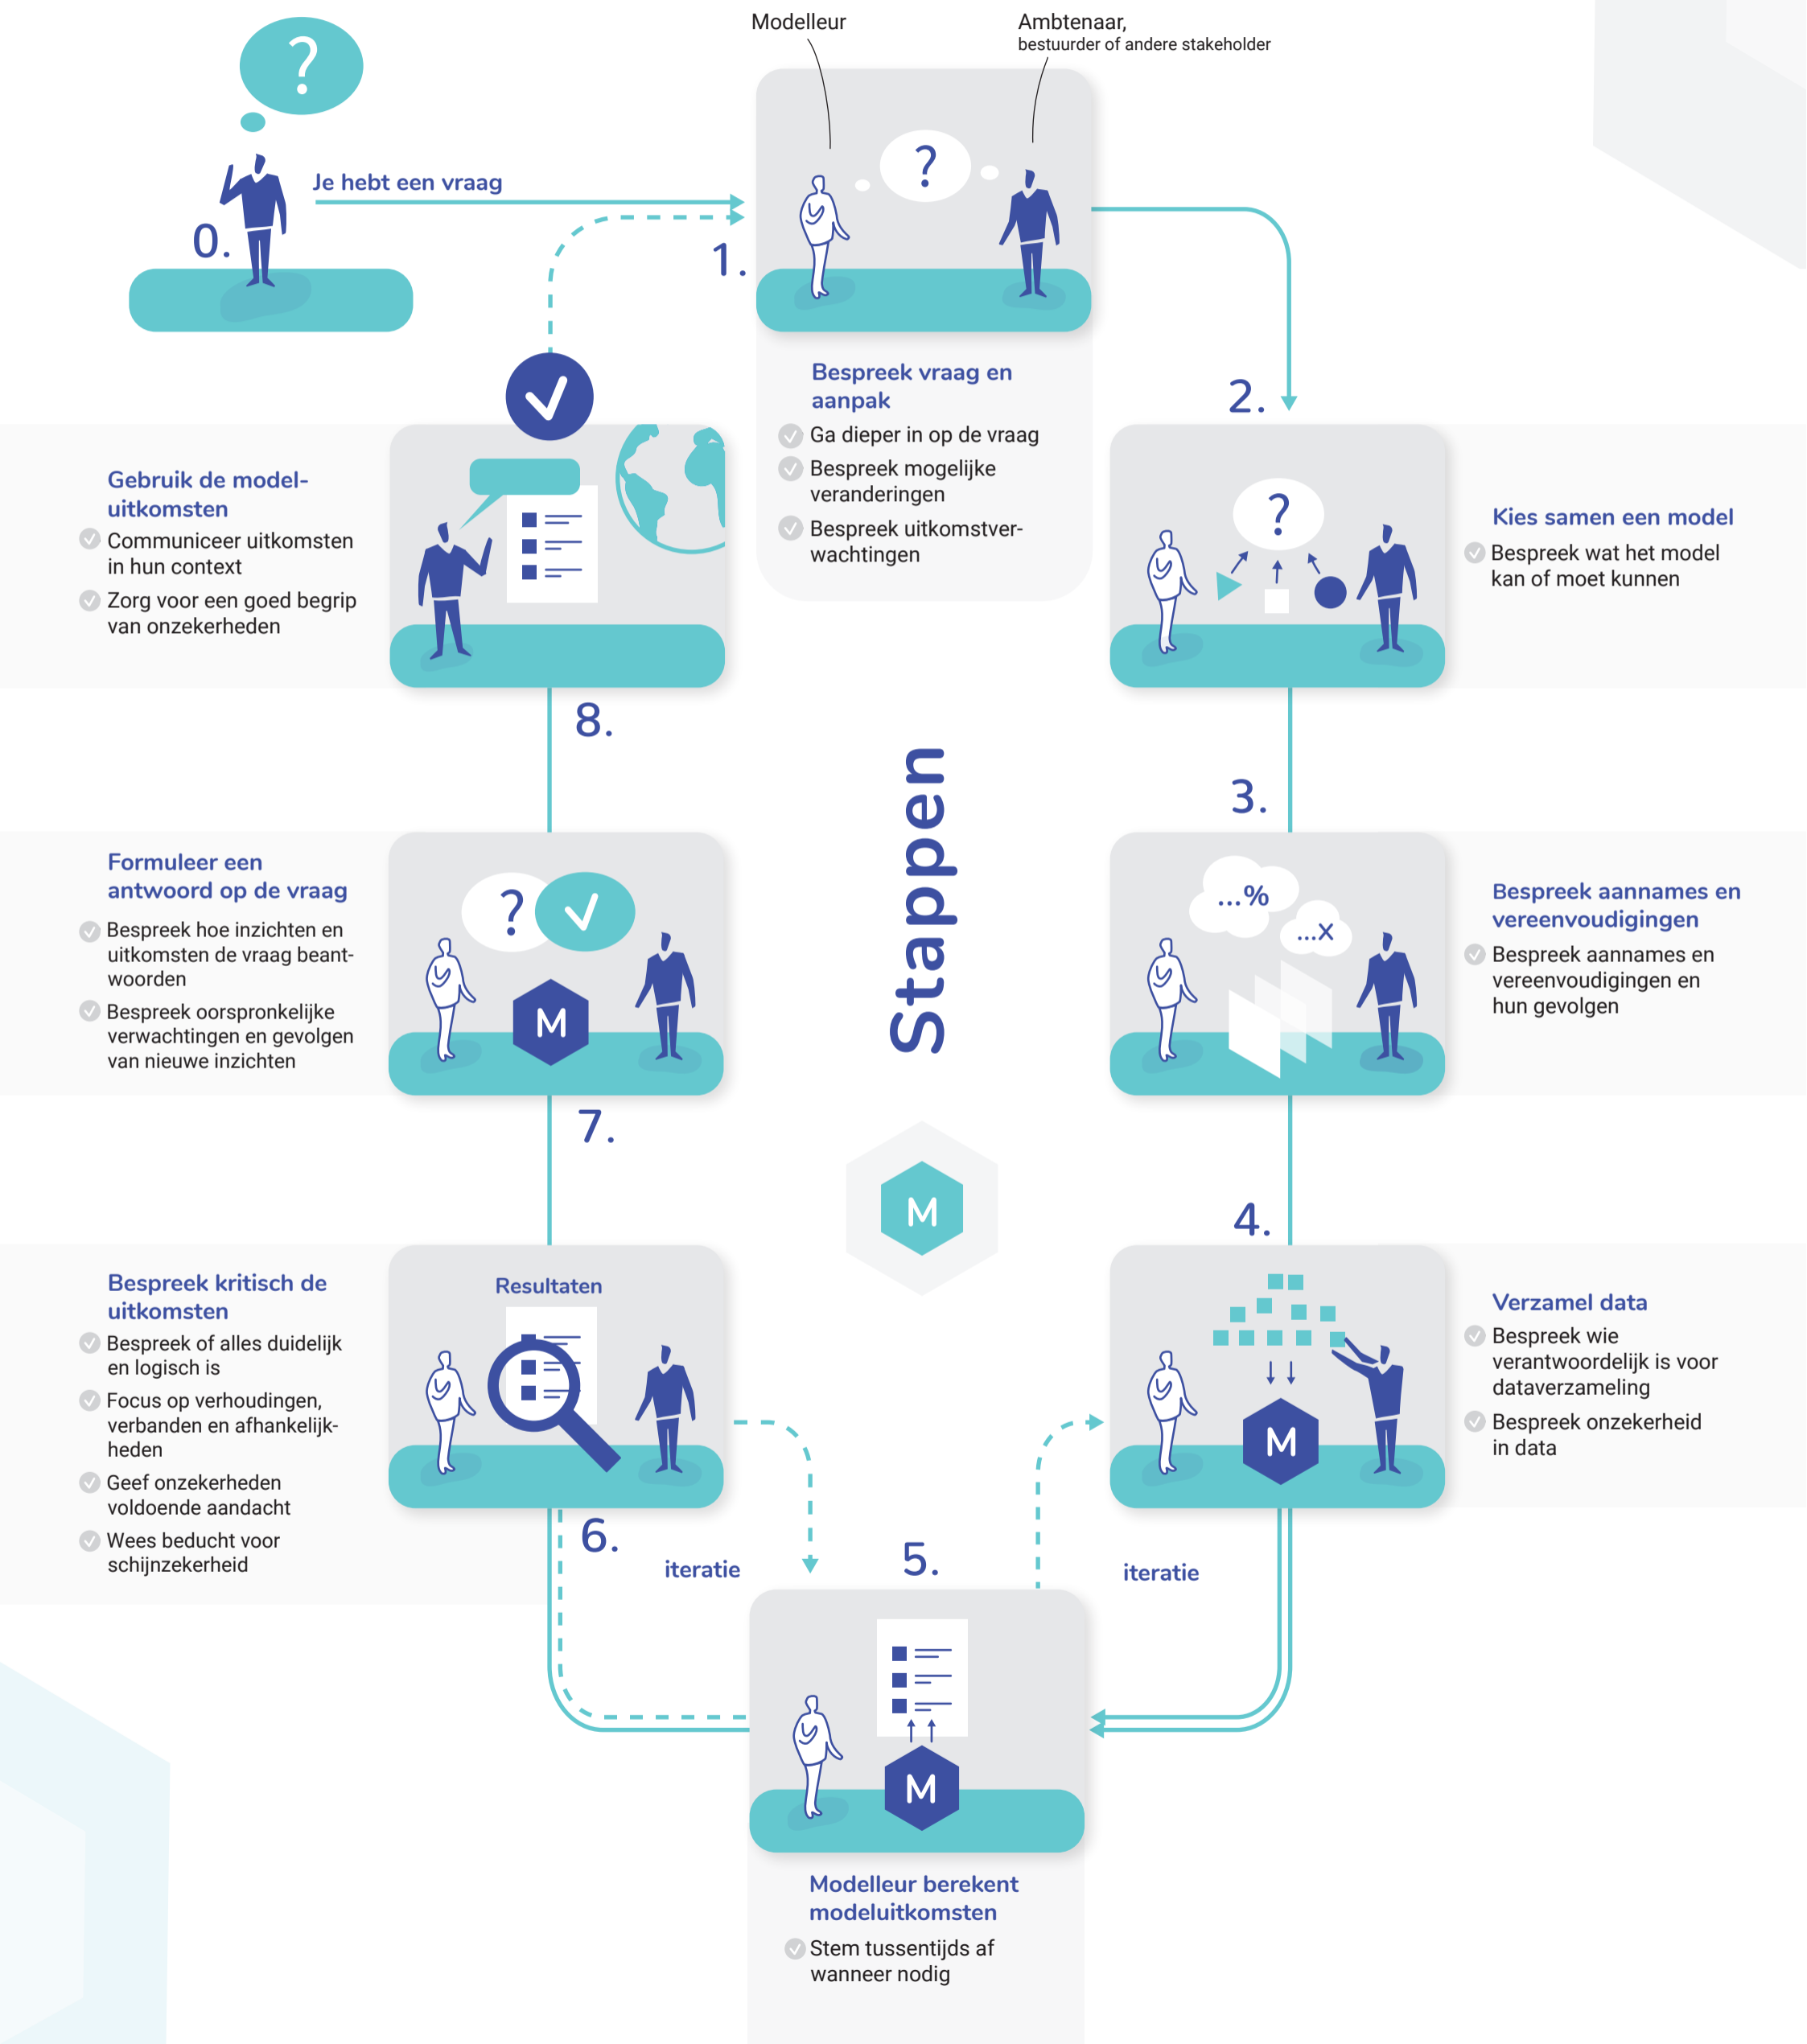 Modelleur
Ambtenaar,
bestuurder of andere stakeholder
?
0.
Je hebt een vraag
1.
?
Bespreek vraag en
aanpak
Ga dieper in op de vraag
Bespreek mogelijke
veranderingen
Bespreek uitkomstver-
wachtingen
2.
?
Kies samen een model
Bespreek wat het model
kan of moet kunnen
3.
...%
...x
Bespreek aannames en
vereenvoudigingen
Bespreek aannames en
vereenvoudigingen en
hun gevolgen
4.
M
Verzamel data
Bespreek wie
verantwoordelijk is voor
dataverzameling
Bespreek onzekerheid
in data
iteratie
5.
M
Modelleur berekent
modeluitkomsten
Stem tussentijds af
wanneer nodig
iteratie
6.
Resultaten
Bespreek kritisch de
uitkomsten
Bespreek of alles duidelijk
en logisch is
Focus op verhoudingen,
verbanden en afhankelijk-
heden
Geef onzekerheden
voldoende aandacht
Wees beducht voor
schijnzekerheid
7.
?
M
Formuleer een
antwoord op de vraag
Bespreek hoe inzichten en
uitkomsten de vraag beant-
woorden
Bespreek oorspronkelijke
verwachtingen en gevolgen
van nieuwe inzichten
8.
Gebruik de model-
uitkomsten
Communiceer uitkomsten
in hun context
Zorg voor een goed begrip
van onzekerheden
Stappen
M